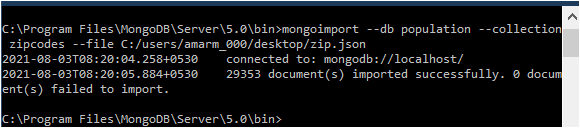 C:\Program Files\MongoDB\Server\5.0\bin>mongoimport --db population --collection
 zipcodes --file C:/users/amarm_000/desktop/zip.json
2021-08-03T08:20:04.258+0530    connected to: mongodb://localhost/
2021-08-03T08:20:05.884+0530    29353 document(s) imported successfully. 0 docum
ent(s) failed to import.
C:\Program Files\MongoDB\Server\5.0\bin>